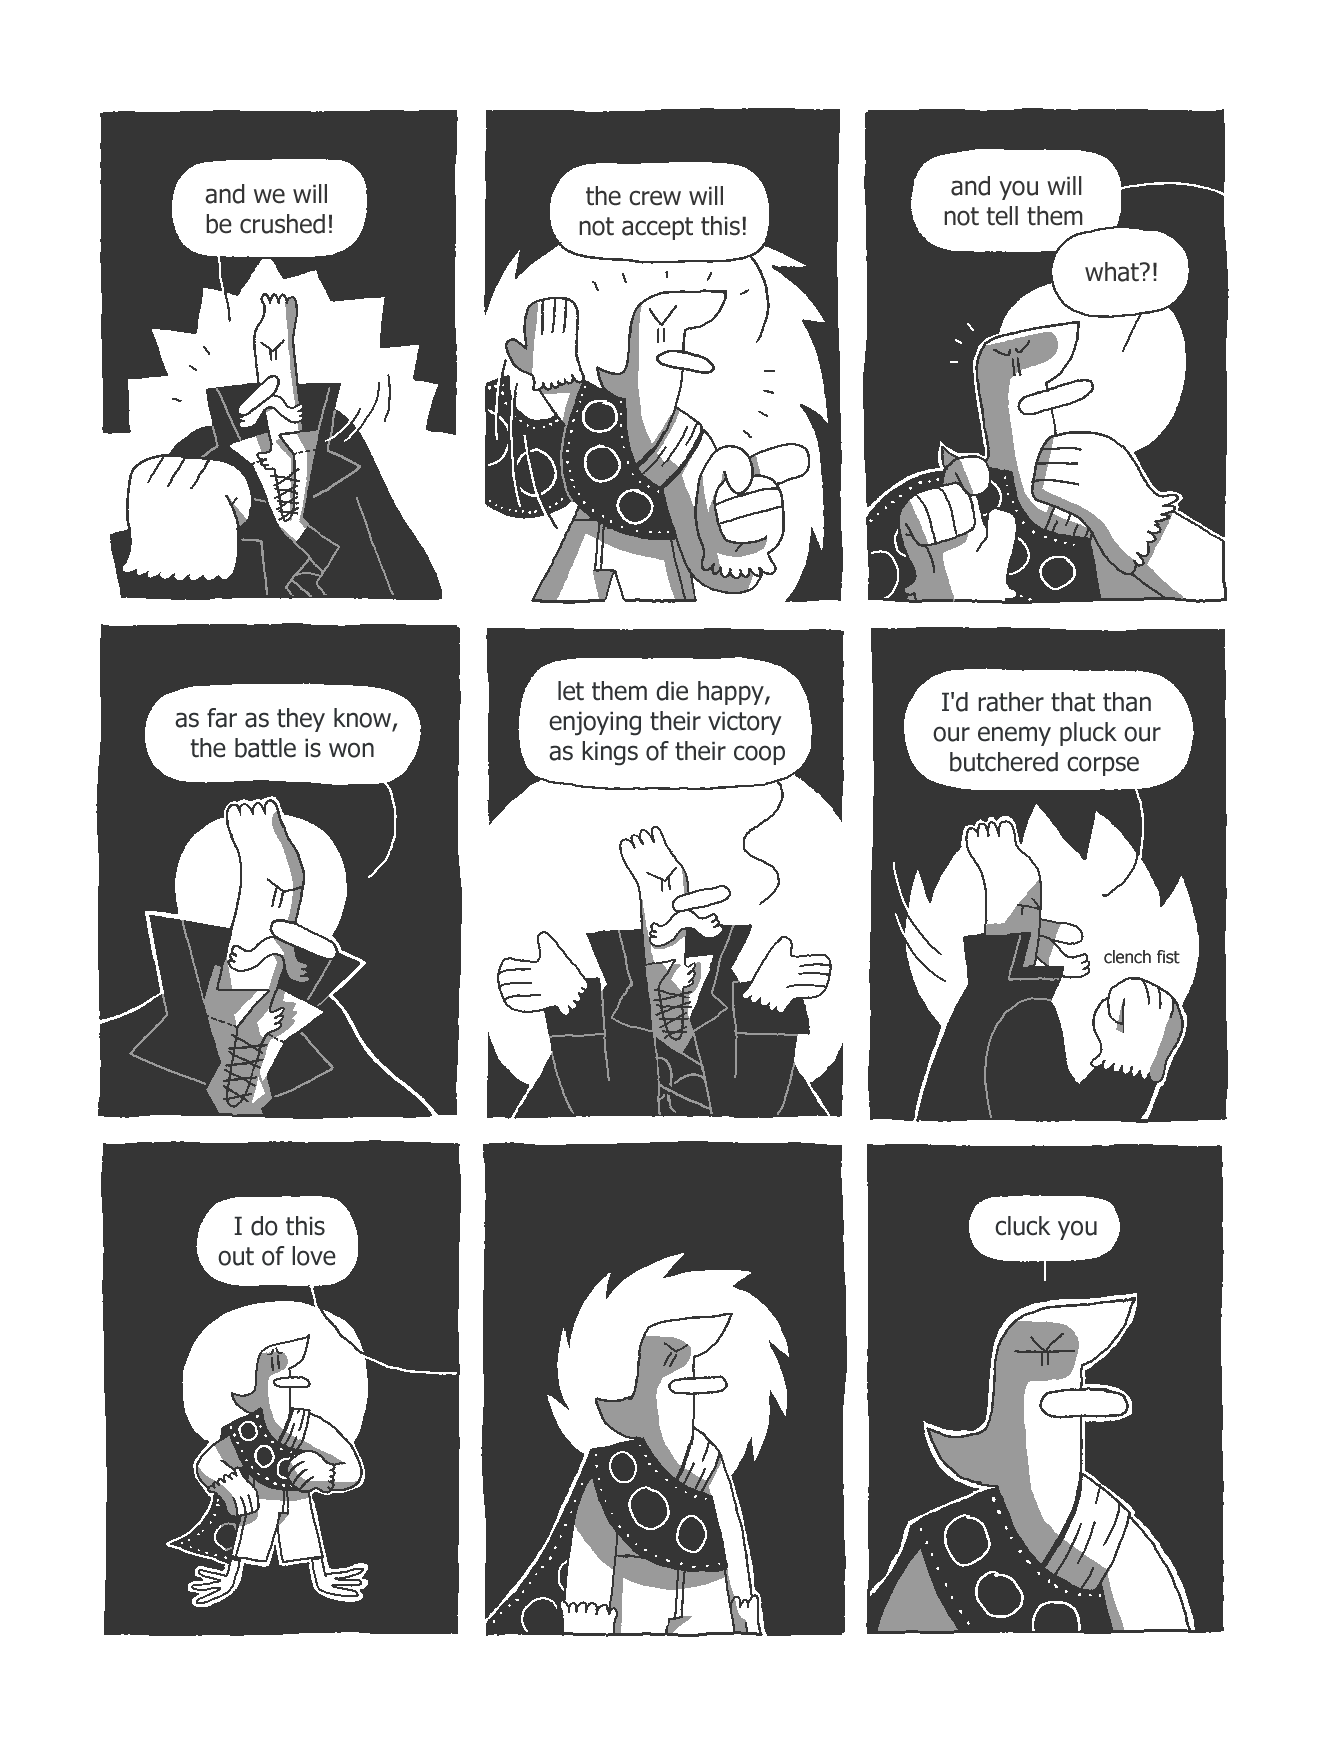 and we will
be crushed!
the crew will
not accept this!
and you will
not tell them
what?!
as far as they know,
the battle is won
let them die happy,
enjoying their victory
as kings of their coop
I'd rather that than
our enemy pluck our
butchered corpse
clench fist
I do this
out of love
cluck you